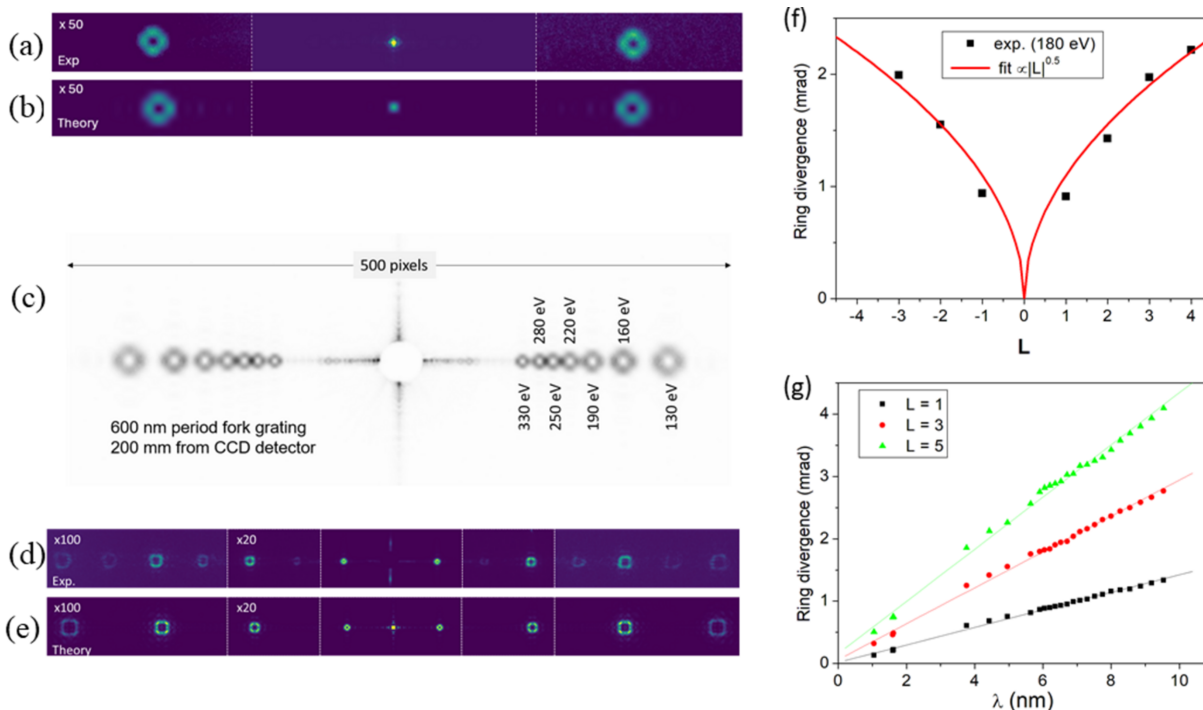 (a)
x 50
Exp
(b)
x 50
Theory
(c)
500 pixels
280 eV
220 eV
160 eV
330 eV
250 eV
190 eV
130 eV
600 nm period fork grating
200 mm from CCD detector
(d)
x100
x20
Exp.
(e)
x100
x20
Theory
(f)
exp. (180 eV)
fit ∝|L|^0.5
Ring divergence (mrad)
2
1
0
-4 -3 -2 -1 0 1 2 3 4
L
(g)
L = 1
L = 3
L = 5
Ring divergence (mrad)
4
3
2
1
0
0 2 4 6 8 10
λ (nm)